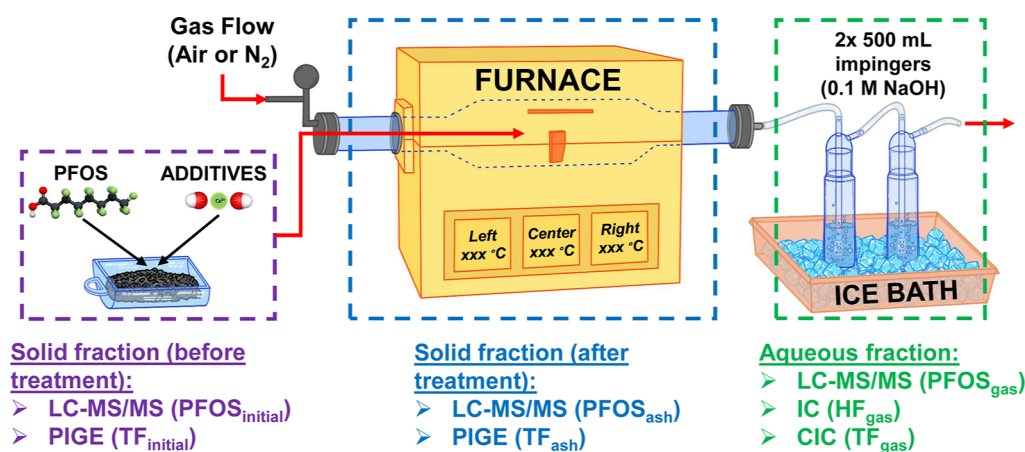 Gas Flow
(Air or N₂)
FURNACE
2x 500 mL
impingers
(0.1 M NaOH)
PFOS
ADDITIVES
Left
xxx °C
Center
xxx °C
Right
xxx °C
ICE BATH
Solid fraction (before
treatment):
➢ LC-MS/MS (PFOSinitial)
➢ PIGE (TFinitial)
Solid fraction (after
treatment):
➢ LC-MS/MS (PFOSash)
➢ PIGE (TFash)
Aqueous fraction:
➢ LC-MS/MS (PFOSgas)
➢ IC (HFgas)
➢ CIC (TFgas)